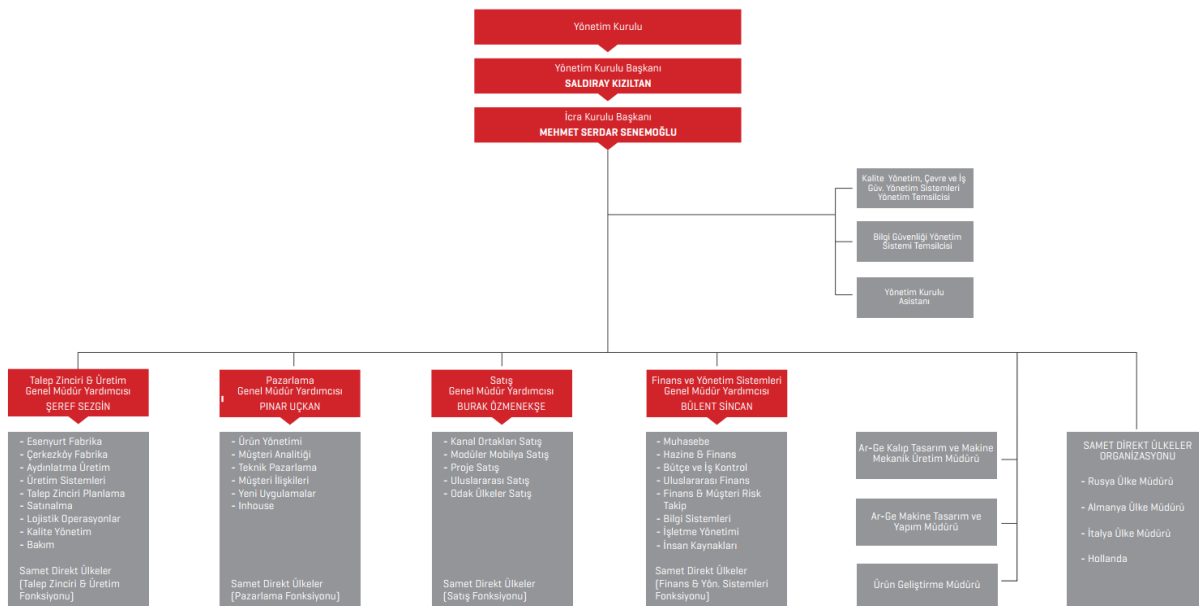 Yönetim Kurulu
Yönetim Kurulu Başkanı
SALDIRAY KIZILTAN
İcra Kurulu Başkanı
MEHMET SERDAR SENEMOĞLU
Kalite Yönetim, Çevre ve İş
Güv. Yönetim Sistemleri
Yönetim Temsilcisi
Bilgi Güvenliği Yönetim
Sistemi Temsilcisi
Yönetim Kurulu
Asistanı
Talep Zinciri & Üretim
Genel Müdür Yardımcısı
ŞEREF SEZGİN
- Esenyurt Fabrika
- Çerkezköy Fabrika
- Aydınlatma Üretim
- Üretim Sistemleri
- Talep Zinciri Planlama
- Satınalma
- Lojistik Operasyonlar
- Kalite Yönetim
- Bakım
Samet Direkt Ülkeler
[Talep Zinciri & Üretim
Fonksiyonu]
Pazarlama
Genel Müdür Yardımcısı
PINAR UÇKAN
- Ürün Yönetimi
- Müşteri Analitiği
- Teknik Pazarlama
- Müşteri İlişkileri
- Yeni Uygulamalar
- Inhouse
Samet Direkt Ülkeler
[Pazarlama Fonksiyonu]
Satış
Genel Müdür Yardımcısı
BURAK ÖZMENEKŞE
- Kanal Ortakları Satış
- Modüler Mobilya Satış
- Proje Satış
- Uluslararası Satış
- Odak Ülkeler Satış
Samet Direkt Ülkeler
[Satış Fonksiyonu]
Finans ve Yönetim Sistemleri
Genel Müdür Yardımcısı
BÜLENT SİNCAN
- Muhasebe
- Hazine & Finans
- Bütçe ve İş Kontrol
- Uluslararası Finans
- Finans & Müşteri Risk
Takip
- Bilgi Sistemleri
- İşletme Yönetimi
- İnsan Kaynakları
Samet Direkt Ülkeler
[Finans & Yön. Sistemleri
Fonksiyonu]
Ar-Ge Kalıp Tasarım ve Makine
Mekanik Üretim Müdürü
Ar-Ge Makine Tasarım ve
Yapım Müdürü
Ürün Geliştirme Müdürü
SAMET DİREKT ÜLKELER
ORGANİZASYONU
- Rusya Ülke Müdürü
- Almanya Ülke Müdürü
- İtalya Ülke Müdürü
- Hollanda